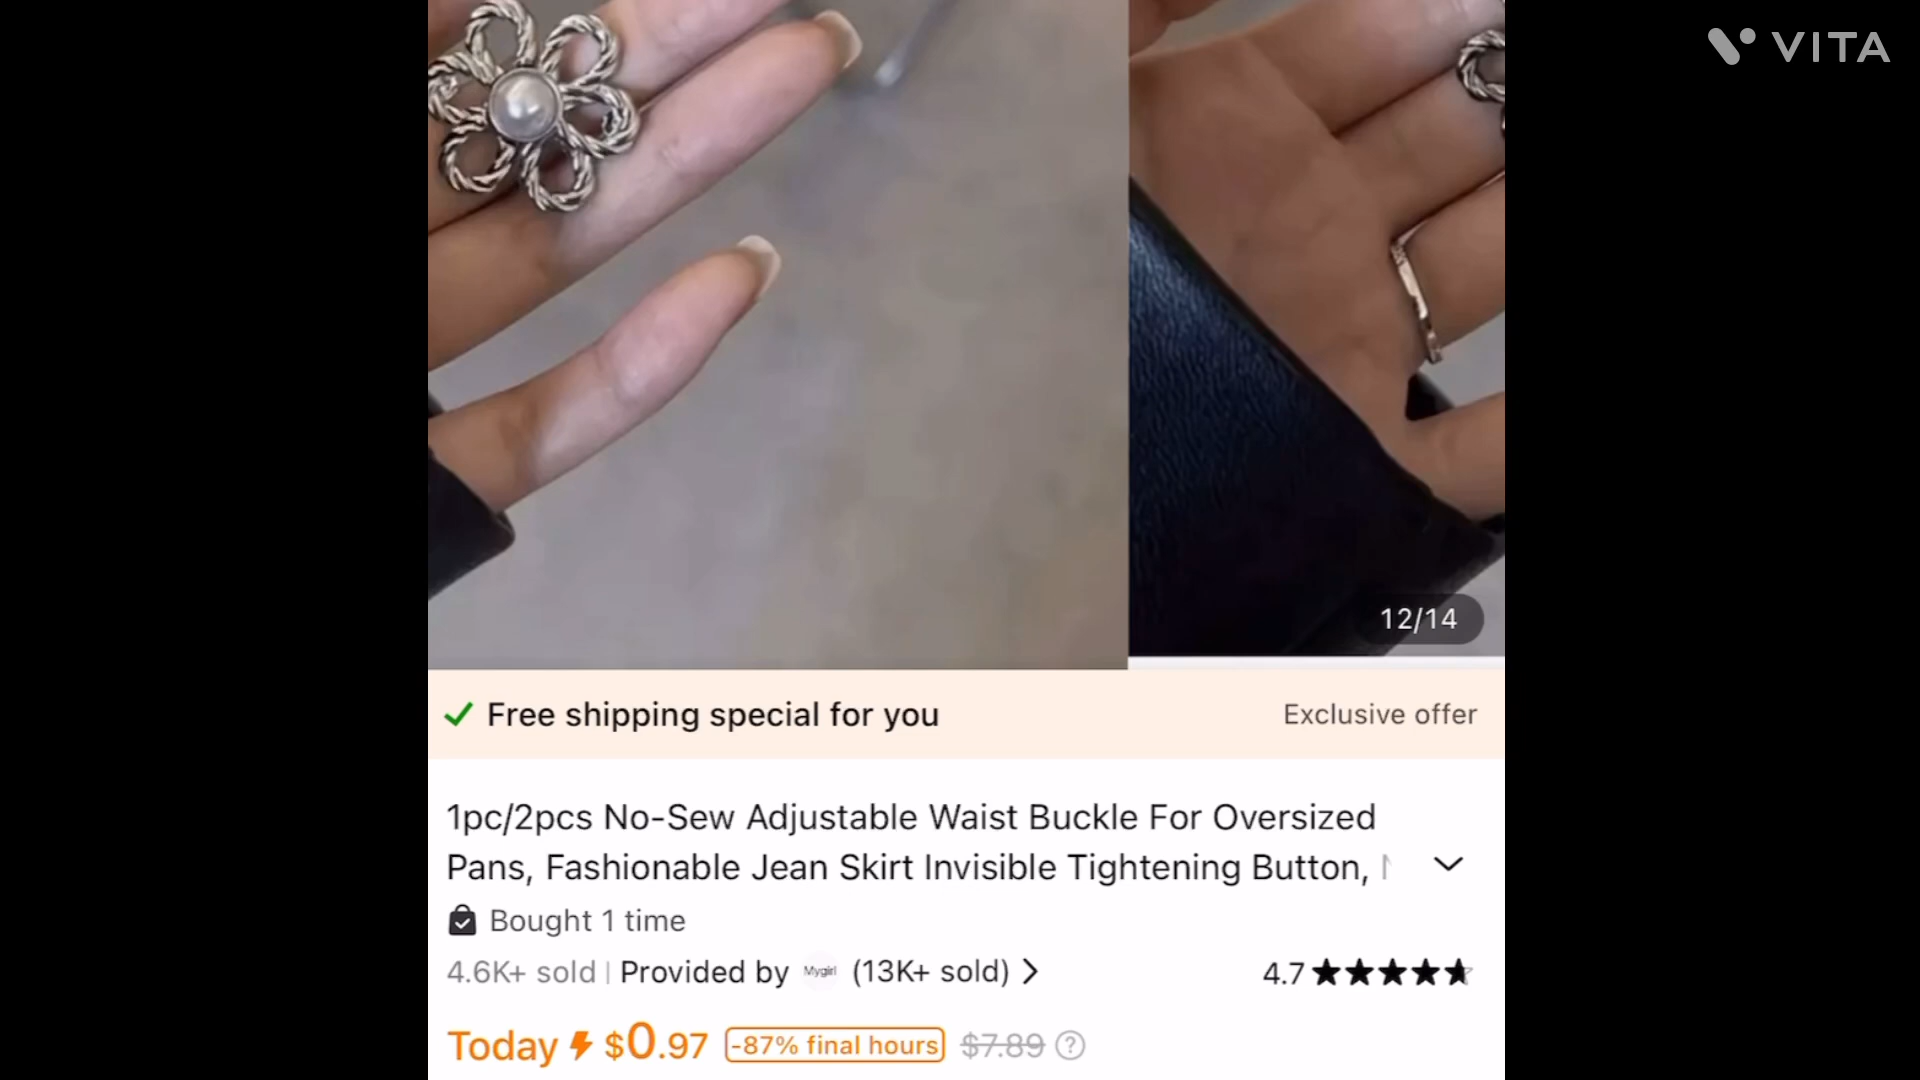 VITA
12/14
Free shipping special for you
Exclusive offer
1pc/2pcs No-Sew Adjustable Waist Buckle For Oversized
Pans, Fashionable Jean Skirt Invisible Tightening Button,
Bought 1 time
4.6K+ sold | Provided by Mygirl (13K+ sold) >
4.7
Today $0.97 -87% final hours $7.89 ?